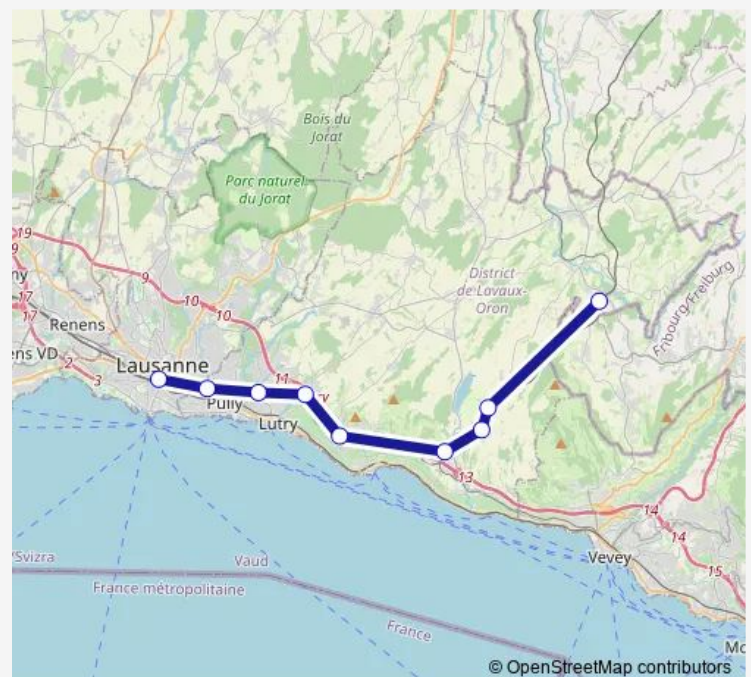 Bois du
Jorat
Parc naturel
du Jorat
19
9
9
ny
17
17
10
10
District
de Lavaux-
Oron
Fribourg/Freiburg
Renens
ens VD
2
3
Lausanne
11
ry
Pully
Lutry
13
14
14
15
Vevey
/Svizra
Vaud
France métropolitaine
France
Mo
© OpenStreetMap contributors